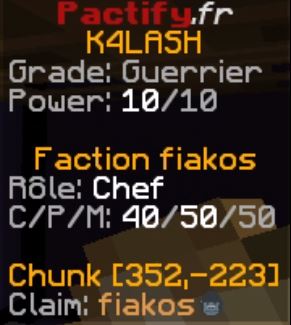 Pactify.fr
K4LASH
Grade: Guerrier
Power: 10/10
Faction fiakos
Rôle: Chef
C/P/M: 40/50/50
Chunk [352,-223]
Claim: fiakos